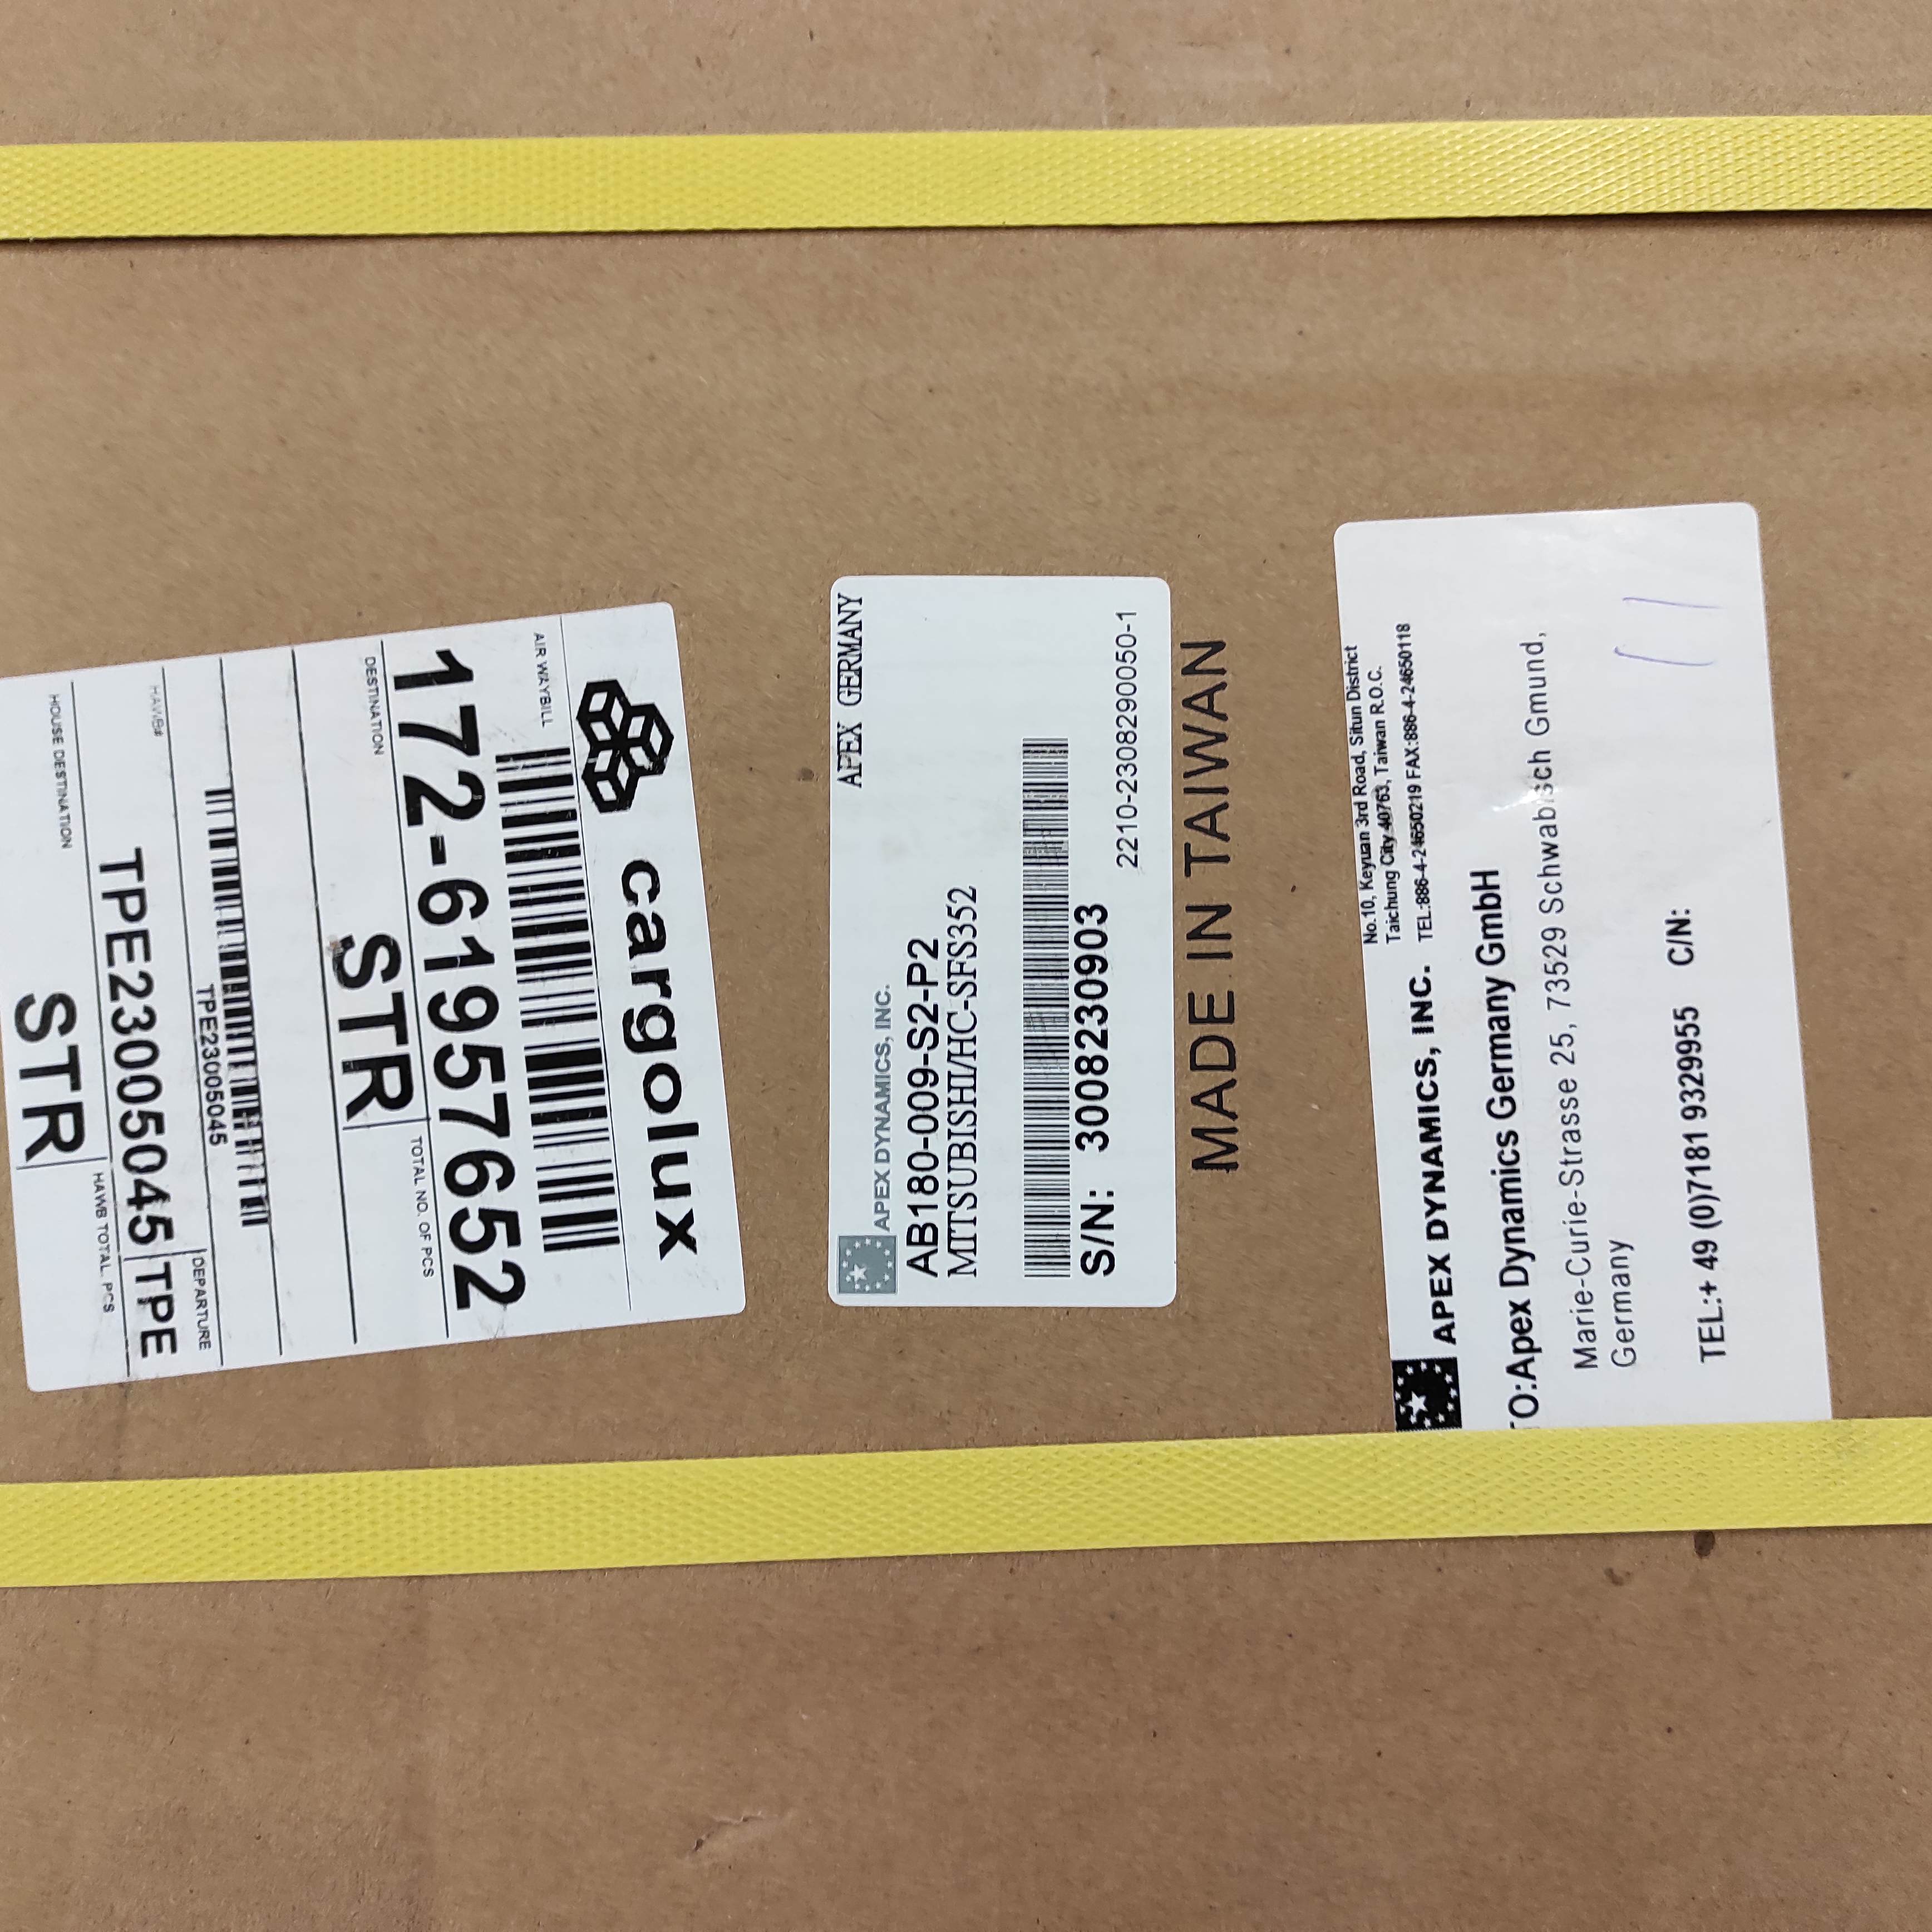 cargolux
AIR WAYBILL
172-61957652
DESTINATION
STR
TOTAL NO. OF PCS
TPE23005045
HAWB#
TPE23005045
DEPARTURE
TPE
HOUSE DESTINATION
STR
HAWB TOTAL. PCS
APEX GERMANY
APEX DYNAMICS, INC.
AB180-009-S2-P2
MITSUBISHI/HC-SFS352
S/N: 3008230903
2210-2308290050-1
MADE IN TAIWAN
No.10, Keyuan 3rd Road, Situn District
Taichung City 40763, Taiwan R.O.C.
APEX DYNAMICS, INC. TEL:886-4-24650219 FAX:886-4-24650118
TO:Apex Dynamics Germany GmbH
Marie-Curie-Strasse 25, 73529 Schwabisch Gmund,
Germany
TEL:+ 49 (0)7181 9329955 C/N: